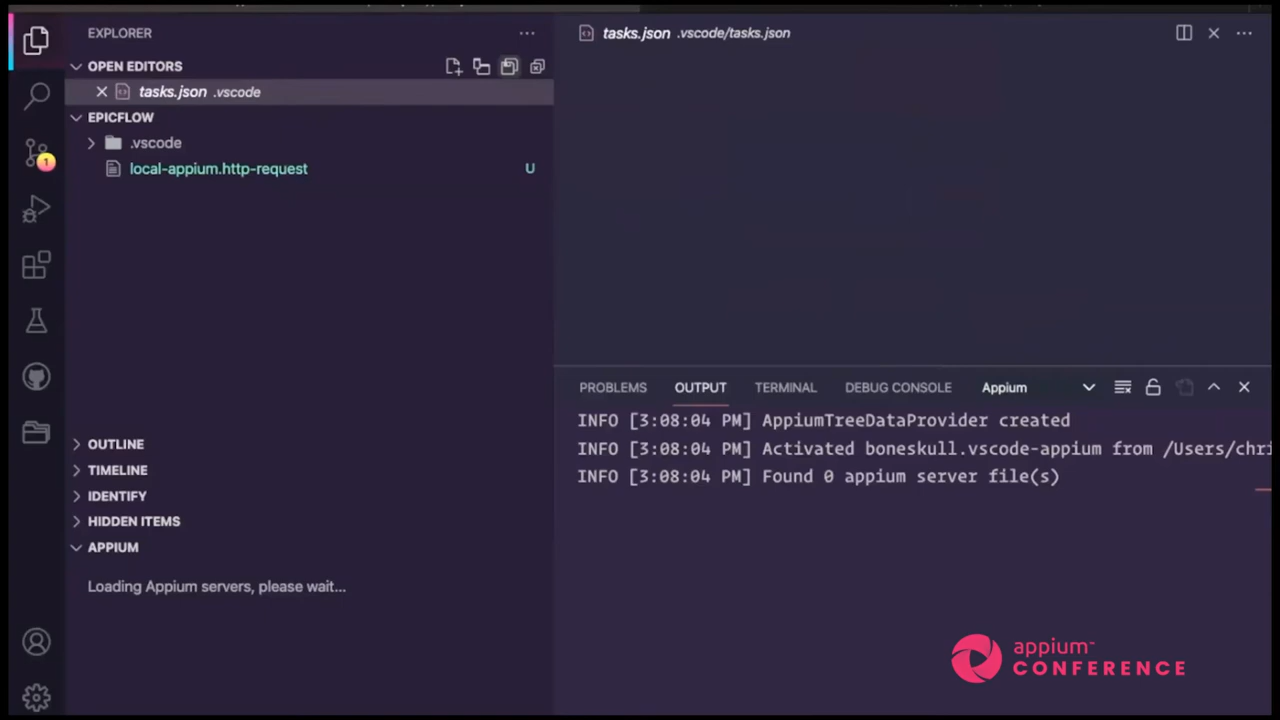 EXPLORER
OPEN EDITORS
tasks.json .vscode
EPICFLOW
.vscode
local-appium.http-request U
1
OUTLINE
TIMELINE
IDENTIFY
HIDDEN ITEMS
APPIUM
Loading Appium servers, please wait...
tasks.json .vscode/tasks.json
PROBLEMS OUTPUT TERMINAL DEBUG CONSOLE Appium
INFO [3:08:04 PM] AppiumTreeDataProvider created
INFO [3:08:04 PM] Activated boneskull.vscode-appium from /Users/chri
INFO [3:08:04 PM] Found 0 appium server file(s)
appium™
CONFERENCE